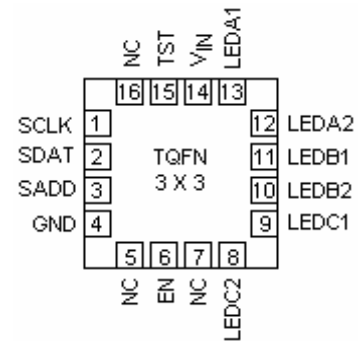 NC TST VIN LEDA1
16 15 14 13
SCLK 1 12 LEDA2
SDAT 2 TQFN 11 LEDB1
SADD 3 3 X 3 10 LEDB2
GND 4 9 LEDC1
5 6 7 8
NC EN NC LEDC2